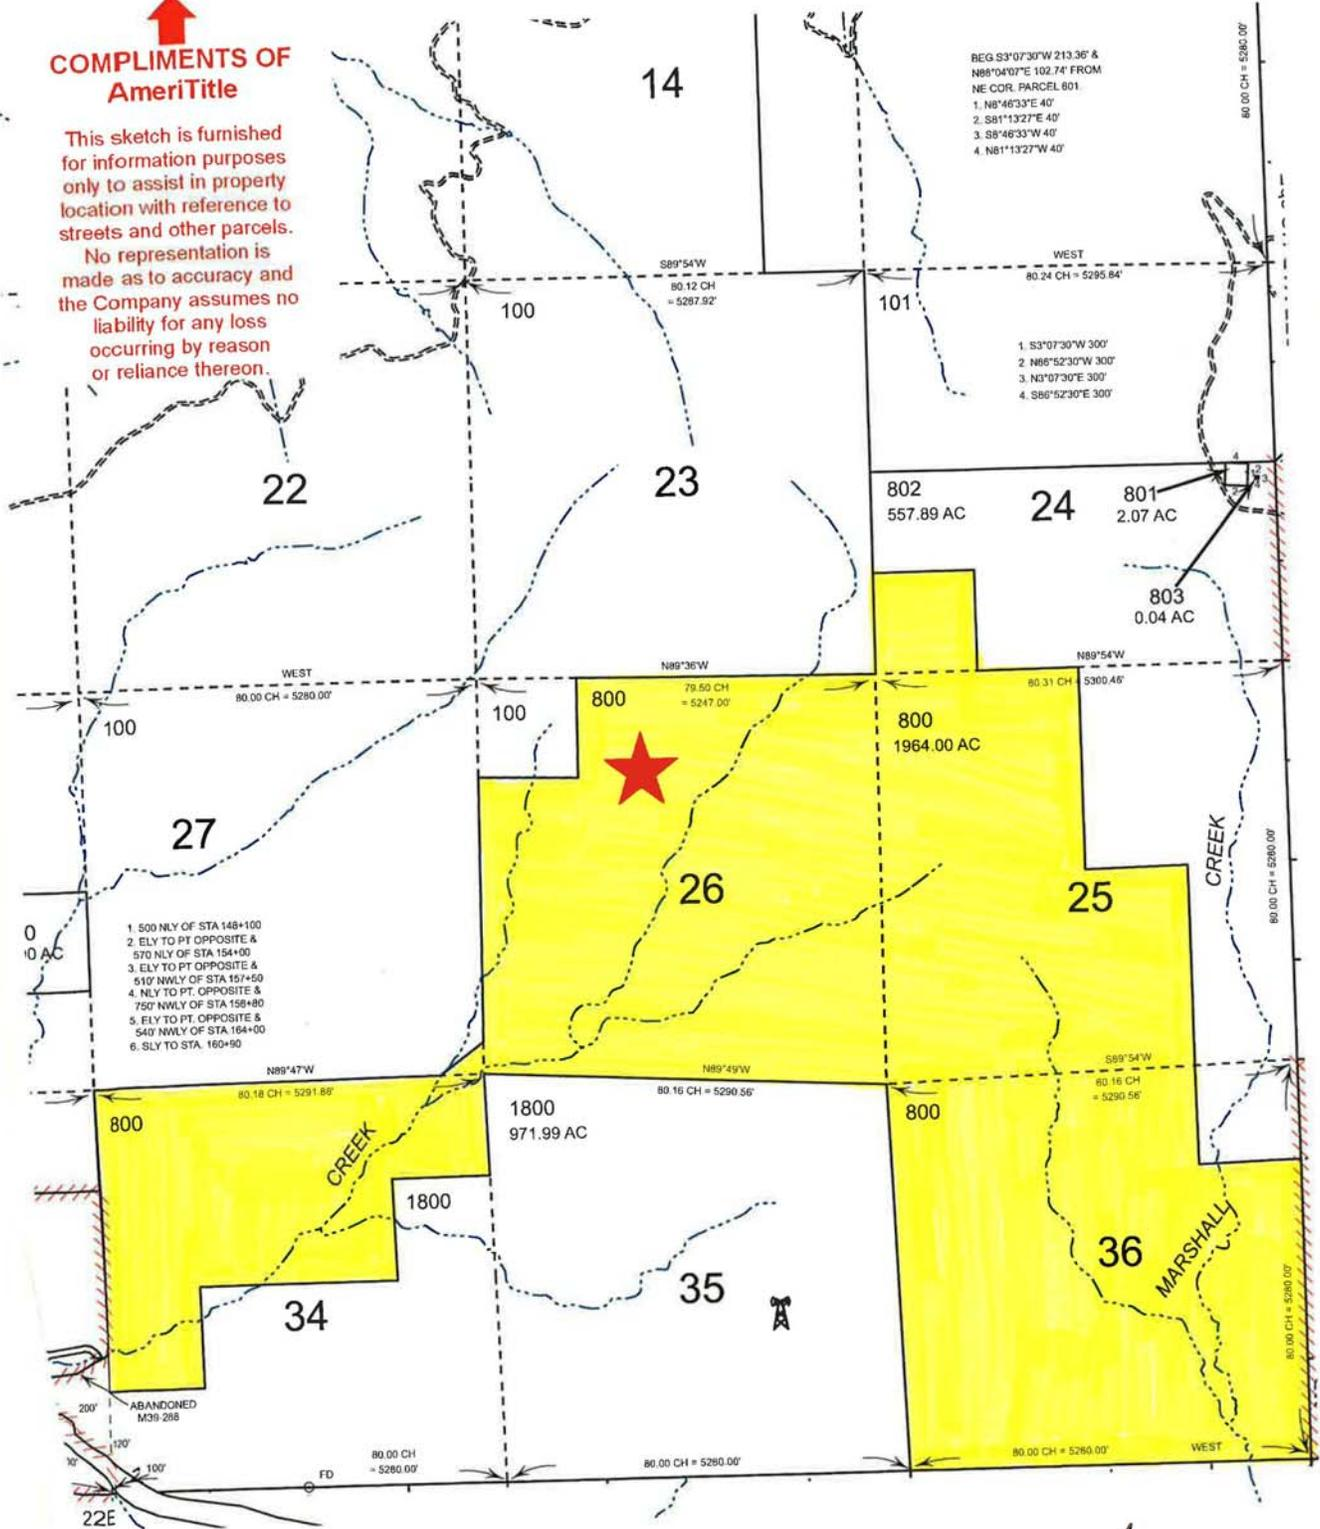 COMPLIMENTS OF
AmeriTitle
This sketch is furnished
for information purposes
only to assist in property
location with reference to
streets and other parcels.
No representation is
made as to accuracy and
the Company assumes no
liability for any loss
occurring by reason
or reliance thereon.
14
BEG S3°07'30"W 213.36' &
N86°04'07"E 102.74' FROM
NE COR. PARCEL 801
1. N8°46'33"E 40'
2. S81°13'27"E 40'
3. S8°46'33"W 40'
4. N81°13'27"W 40'
80.00 CH = 5280.00'
S89°54'W
80.12 CH
= 5287.92'
WEST
80.24 CH = 5295.84'
100
101
1. S3°07'30"W 300'
2 N86°52'30"W 300'
3. N3°07'30"E 300'
4. S86°52'30"E 300'
22
23
802
557.89 AC
24
801
2.07 AC
4
803
0.04 AC
WEST
80.00 CH = 5280.00'
N89°36'W
79.50 CH
= 5247.00'
N89°54'W
80.31 CH = 5300.46'
100
100
800
800
1964.00 AC
27
26
25
CREEK
80.00 CH = 5280.00'
0
0 AC
1. 500 NLY OF STA 148+100
2. ELY TO PT OPPOSITE &
570 NLY OF STA 154+00
3. ELY TO PT OPPOSITE &
510' NWLY OF STA 157+50
4. NLY TO PT. OPPOSITE &
750' NWLY OF STA 158+80
5. ELY TO PT. OPPOSITE &
540' NWLY OF STA 164+00
6. SLY TO STA. 160+90
N89°47'W
80.18 CH = 5291.88'
N89°49'W
80.16 CH = 5290.56'
S89°54'W
80.16 CH
= 5290.56'
800
1800
971.99 AC
800
CREEK
1800
34
35
36
MARSHALL
80.00 CH = 5280.00'
ABANDONED
M39-288
200'
120'
100'
FD
80.00 CH
= 5280.00'
80.00 CH = 5280.00'
80.00 CH = 5280.00'
WEST
22E